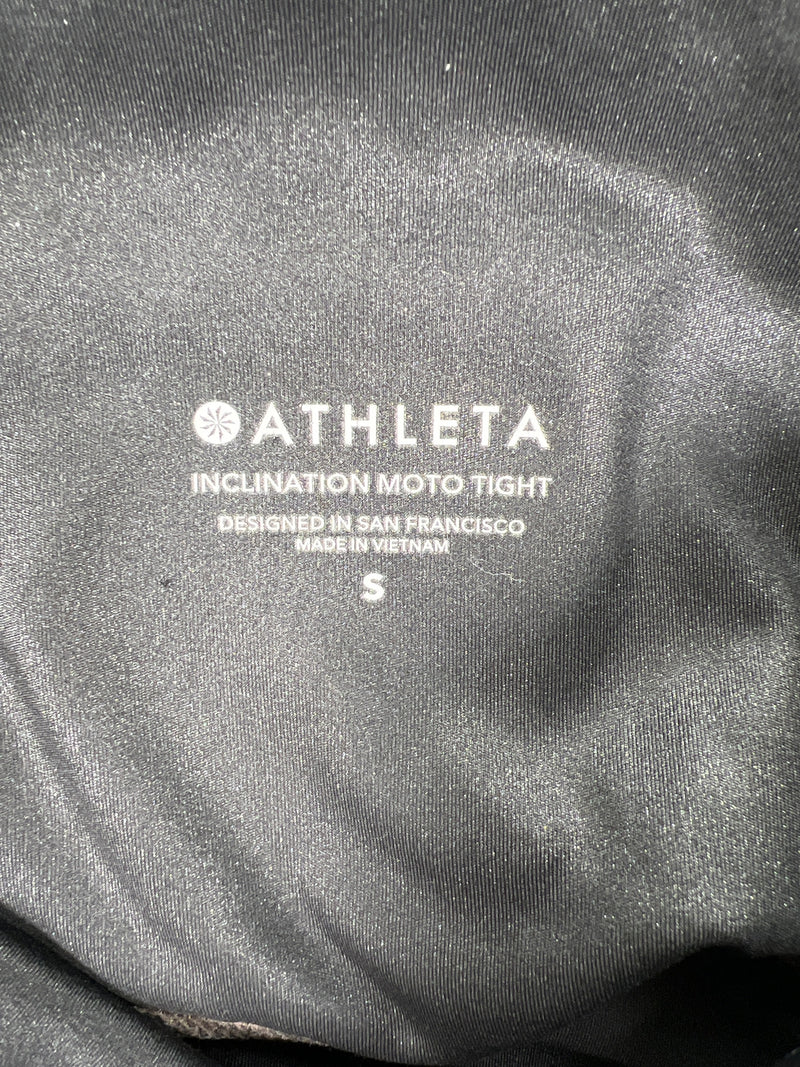 ATHLETA
INCLINATION MOTO TIGHT
DESIGNED IN SAN FRANCISCO
MADE IN VIETNAM
S